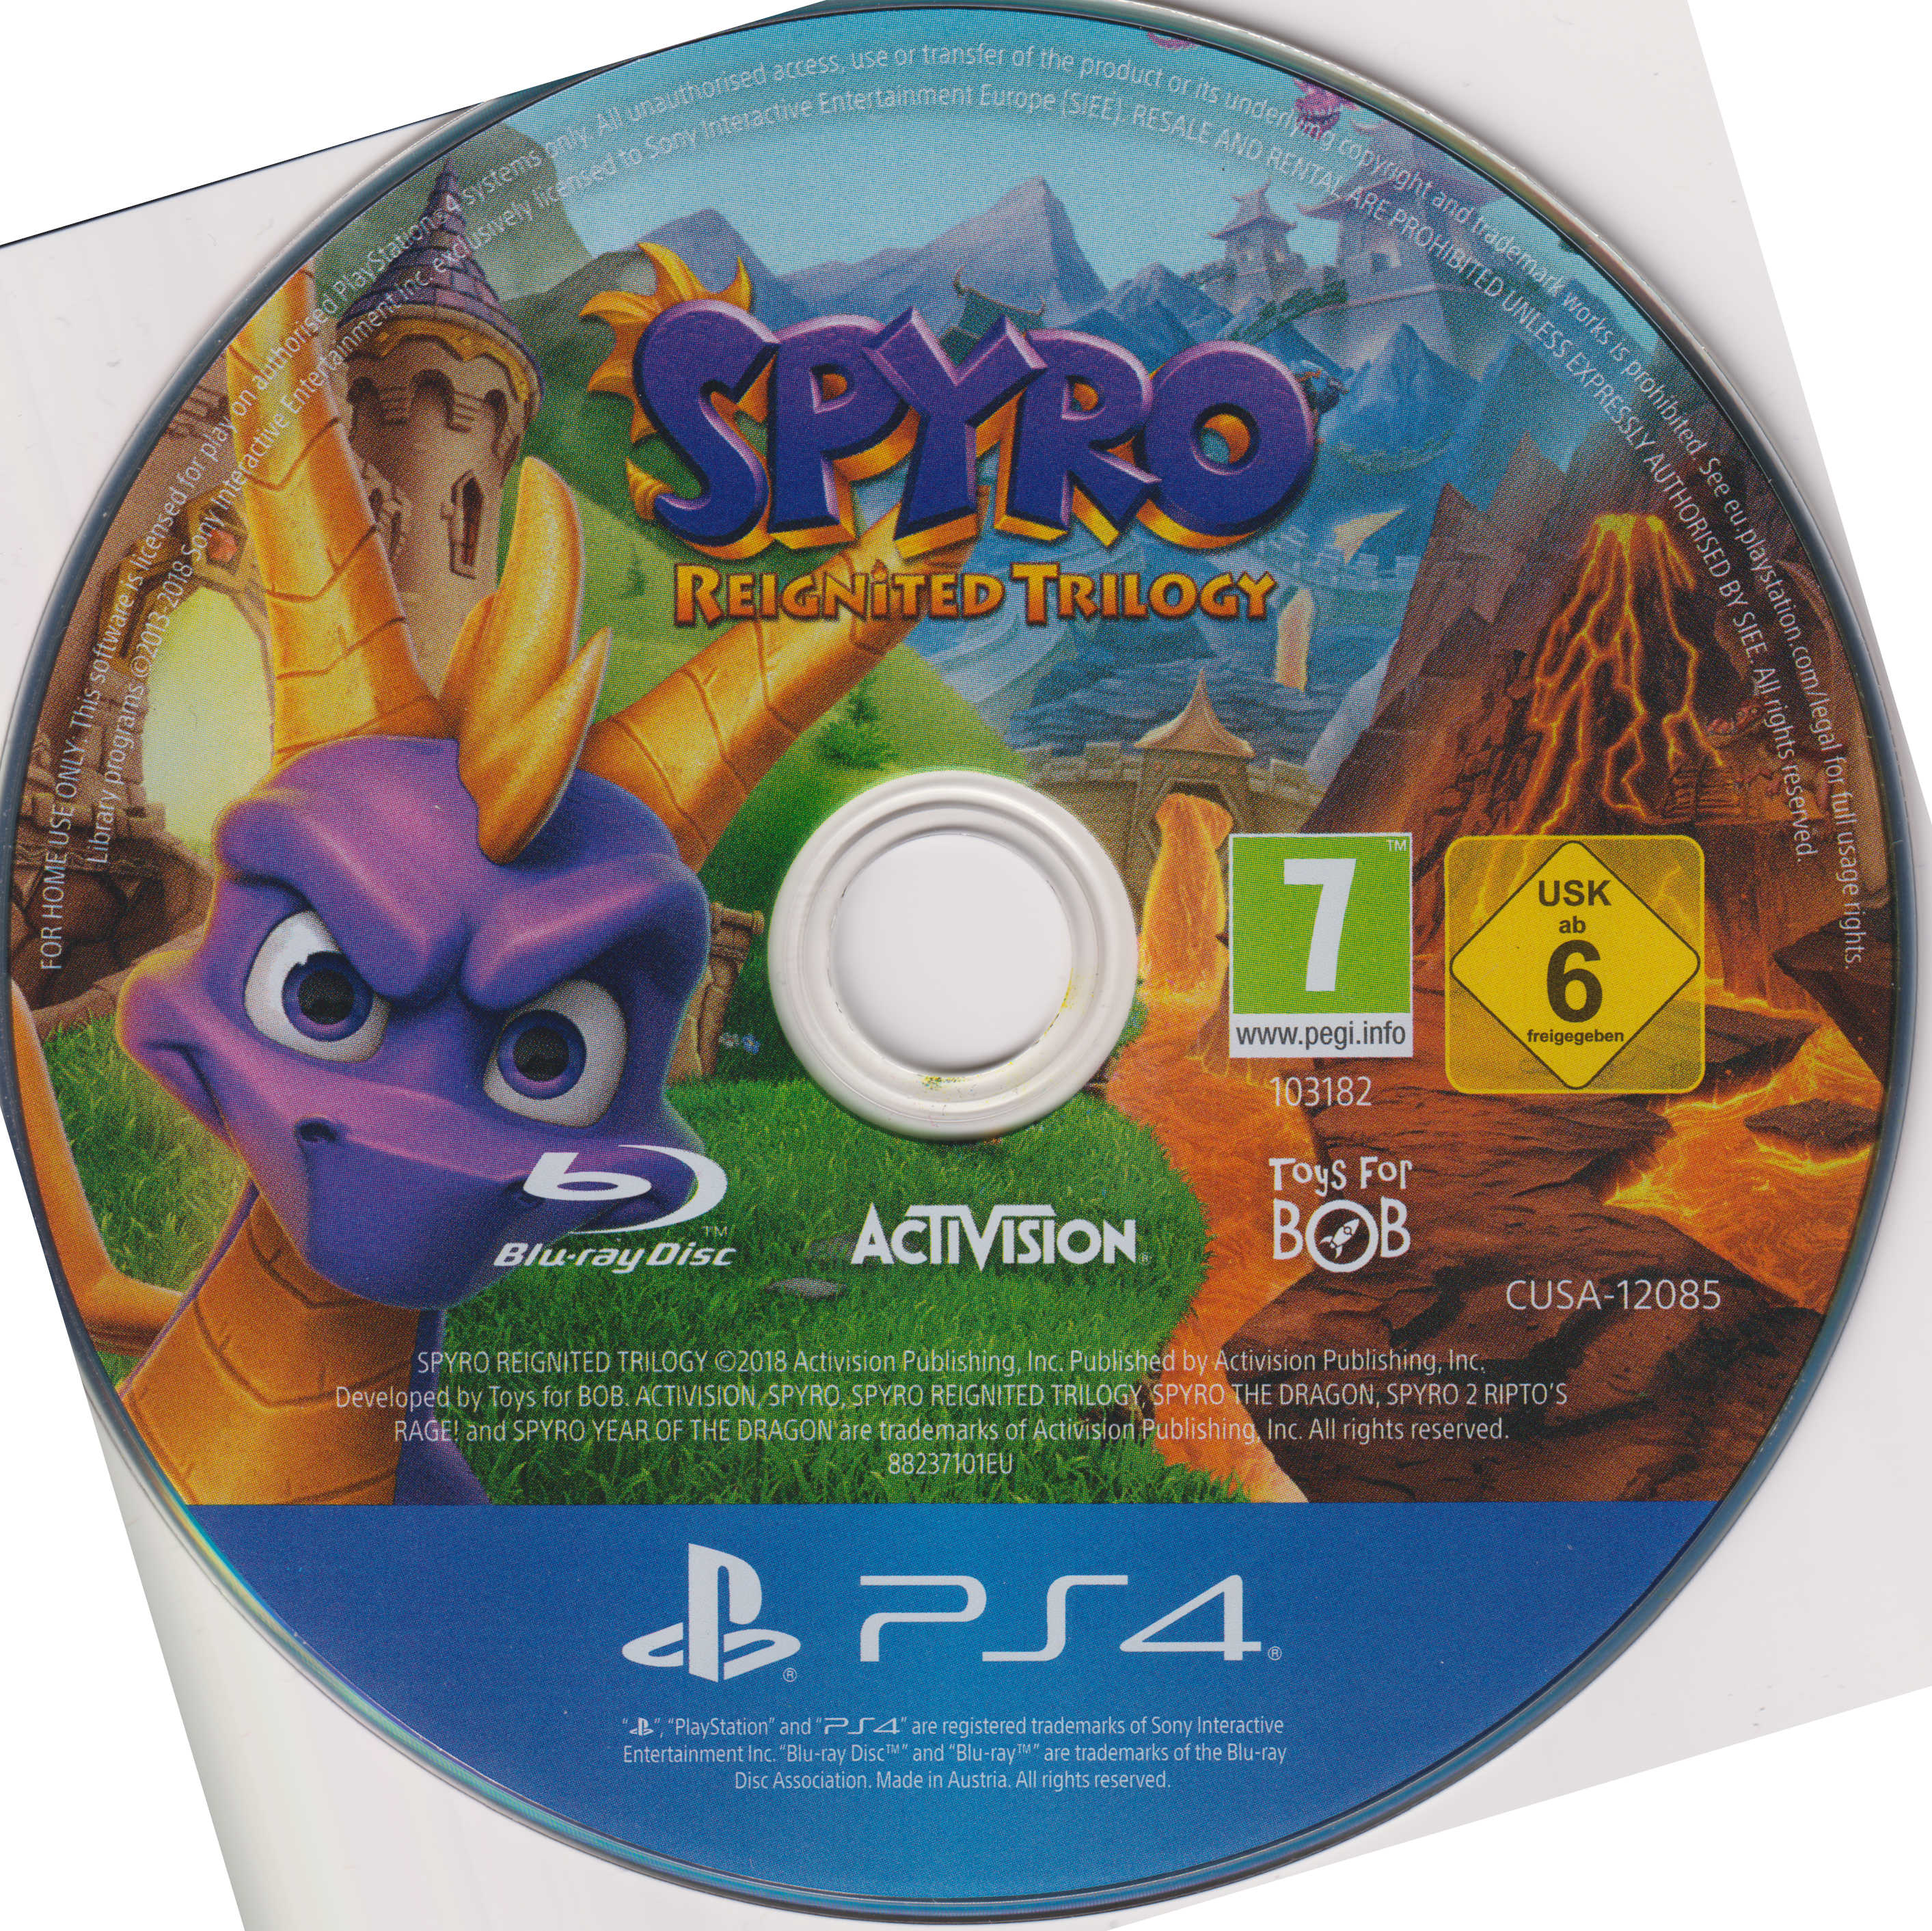 FOR HOME USE ONLY. This software is licensed for play on authorised PlayStation®4 systems only. All unauthorised access, use or transfer of the product or its underlying copyright and trademark works is prohibited. See eu.playstation.com/legal for full usage rights.
Library programs ©2013-2018 Sony Interactive Entertainment Inc. exclusively licensed to Sony Interactive Entertainment Europe (SIEE). RESALE AND RENTAL ARE PROHIBITED UNLESS EXPRESSLY AUTHORISED BY SIEE. All rights reserved.
SPYRO
REIGNITED TRILOGY
7™
www.pegi.info
103182
USK
ab
6
freigegeben
b™
Blu-ray Disc
ACTIVISION®
TOYS FOR
BOB
CUSA-12085
SPYRO REIGNITED TRILOGY ©2018 Activision Publishing, Inc. Published by Activision Publishing, Inc.
Developed by Toys for BOB. ACTIVISION, SPYRO, SPYRO REIGNITED TRILOGY, SPYRO THE DRAGON, SPYRO 2 RIPTO'S
RAGE! and SPYRO YEAR OF THE DRAGON are trademarks of Activision Publishing, Inc. All rights reserved.
88237101EU
® PS4®
“PS”, “PlayStation” and “PS4” are registered trademarks of Sony Interactive
Entertainment Inc. “Blu-ray Disc™” and “Blu-ray™” are trademarks of the Blu-ray
Disc Association. Made in Austria. All rights reserved.